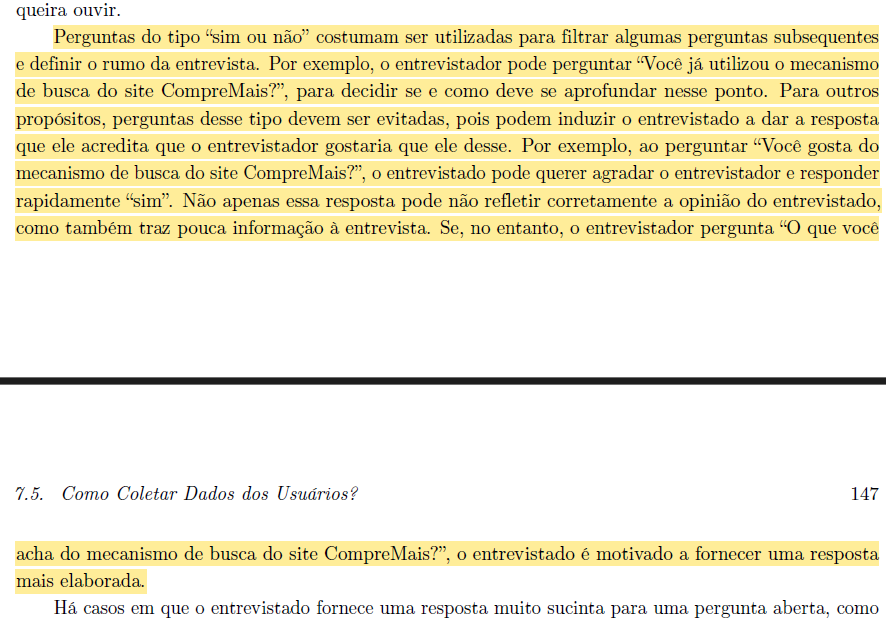 queira ouvir.
Perguntas do tipo “sim ou não” costumam ser utilizadas para filtrar algumas perguntas subsequentes
e definir o rumo da entrevista. Por exemplo, o entrevistador pode perguntar “Você já utilizou o mecanismo
de busca do site CompreMais?”, para decidir se e como deve se aprofundar nesse ponto. Para outros
propósitos, perguntas desse tipo devem ser evitadas, pois podem induzir o entrevistado a dar a resposta
que ele acredita que o entrevistador gostaria que ele desse. Por exemplo, ao perguntar “Você gosta do
mecanismo de busca do site CompreMais?”, o entrevistado pode querer agradar o entrevistador e responder
rapidamente “sim”. Não apenas essa resposta pode não refletir corretamente a opinião do entrevistado,
como também traz pouca informação à entrevista. Se, no entanto, o entrevistador pergunta “O que você
7.5. Como Coletar Dados dos Usuários? 147
acha do mecanismo de busca do site CompreMais?”, o entrevistado é motivado a fornecer uma resposta
mais elaborada.
Há casos em que o entrevistado fornece uma resposta muito sucinta para uma pergunta aberta, como